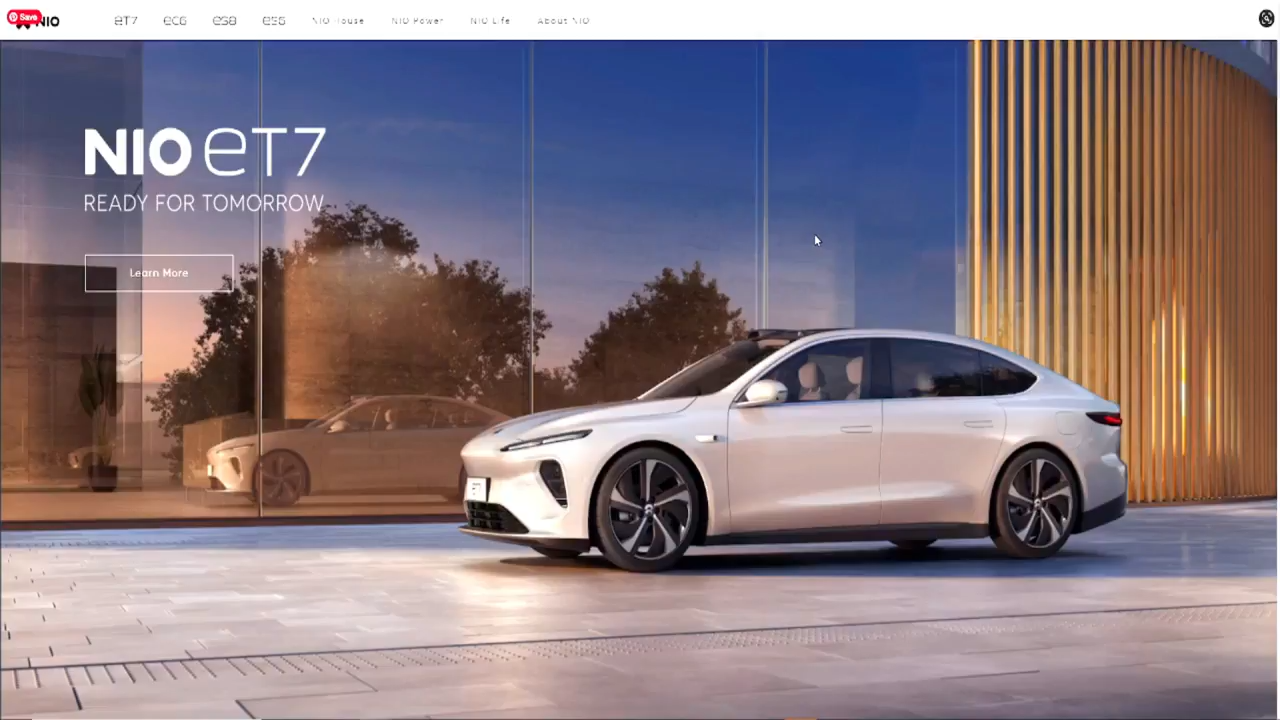 Save
NIO
eT7 eC6 eS8 eS6 NIO House NIO Power NIO Life About NIO
NIO eT7
READY FOR TOMORROW
Learn More